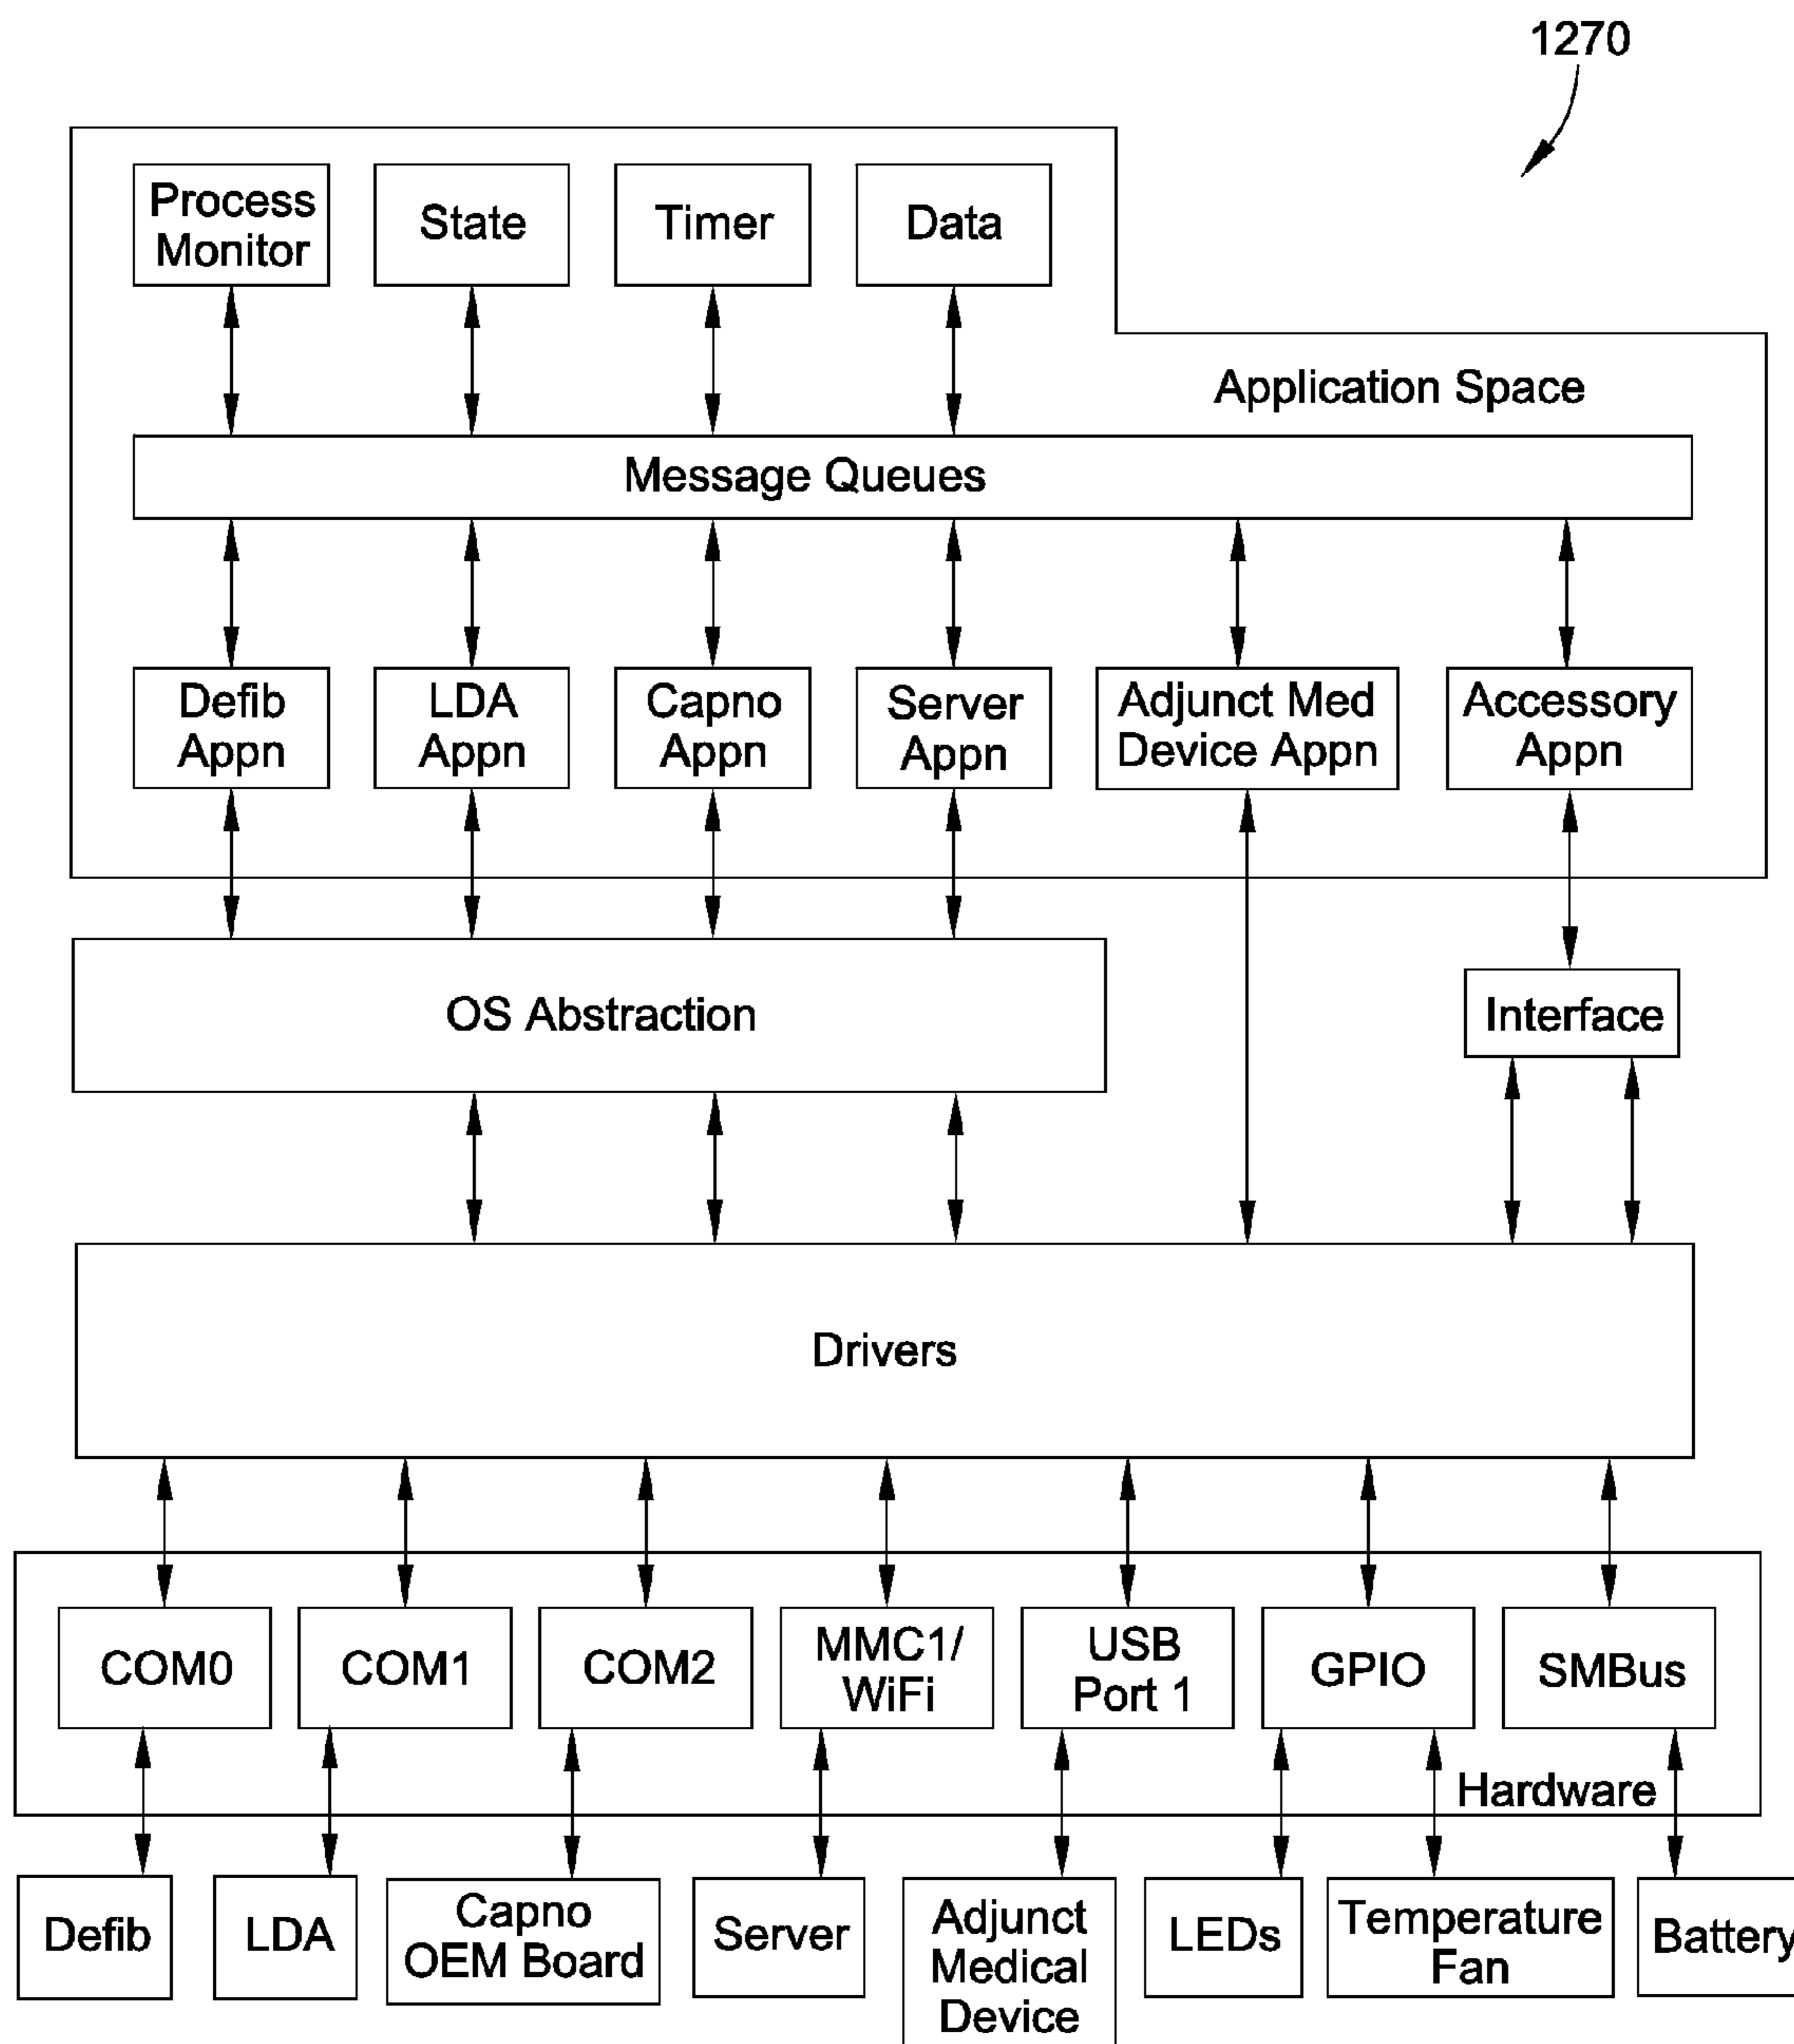 1270
Process
Monitor
State
Timer
Data
Application Space
Message Queues
Defib
Appn
LDA
Appn
Capno
Appn
Server
Appn
Adjunct Med
Device Appn
Accessory
Appn
OS Abstraction
Interface
Drivers
COM0
COM1
COM2
MMC1/
WiFi
USB
Port 1
GPIO
SMBus
Hardware
Defib
LDA
Capno
OEM Board
Server
Adjunct
Medical
Device
LEDs
Temperature
Fan
Battery